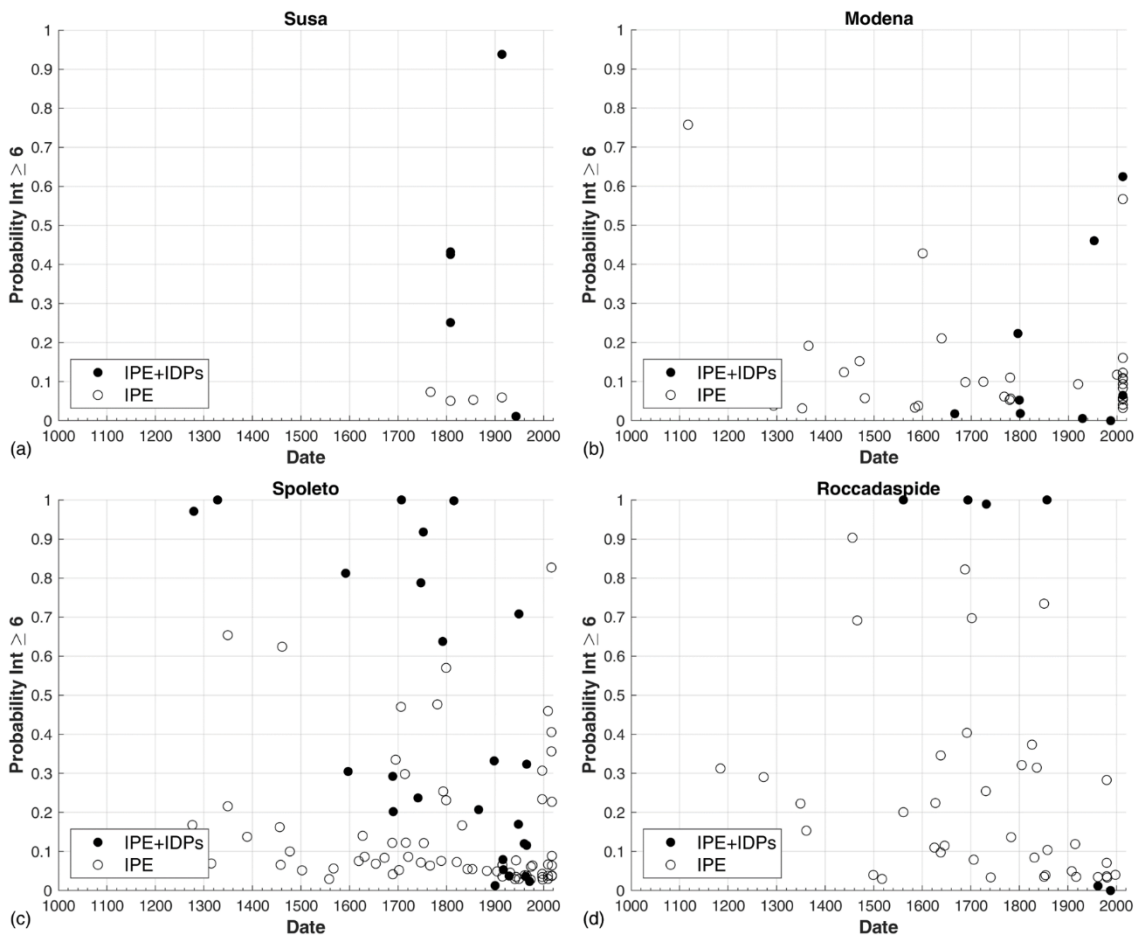 Susa
1
0.9
0.8
0.7
0.6
0.5
0.4
0.3
0.2
0.1
0
Probability Int ≥ 6
IPE+IDPs
IPE
1000 1100 1200 1300 1400 1500 1600 1700 1800 1900 2000
(a)
Date
Modena
1
0.9
0.8
0.7
0.6
0.5
0.4
0.3
0.2
0.1
0
Probability Int ≥ 6
IPE+IDPs
IPE
1000 1100 1200 1300 1400 1500 1600 1700 1800 1900 2000
(b)
Date
Spoleto
1
0.9
0.8
0.7
0.6
0.5
0.4
0.3
0.2
0.1
0
Probability Int ≥ 6
IPE+IDPs
IPE
1000 1100 1200 1300 1400 1500 1600 1700 1800 1900 2000
(c)
Date
Roccadaspide
1
0.9
0.8
0.7
0.6
0.5
0.4
0.3
0.2
0.1
0
Probability Int ≥ 6
IPE+IDPs
IPE
1000 1100 1200 1300 1400 1500 1600 1700 1800 1900 2000
(d)
Date